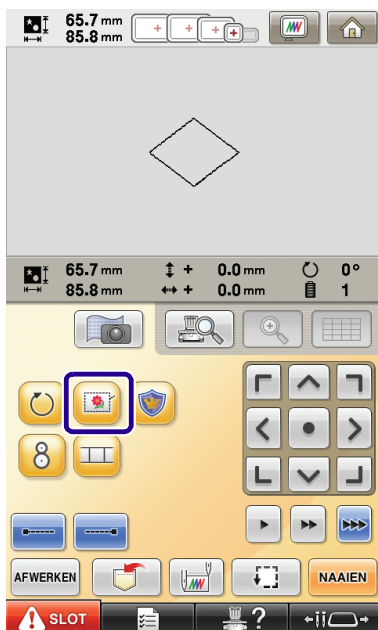 65.7 mm
85.8 mm
65.7 mm + 0.0 mm 0°
85.8 mm + 0.0 mm 1
AFWERKEN NAAIEN
SLOT ?